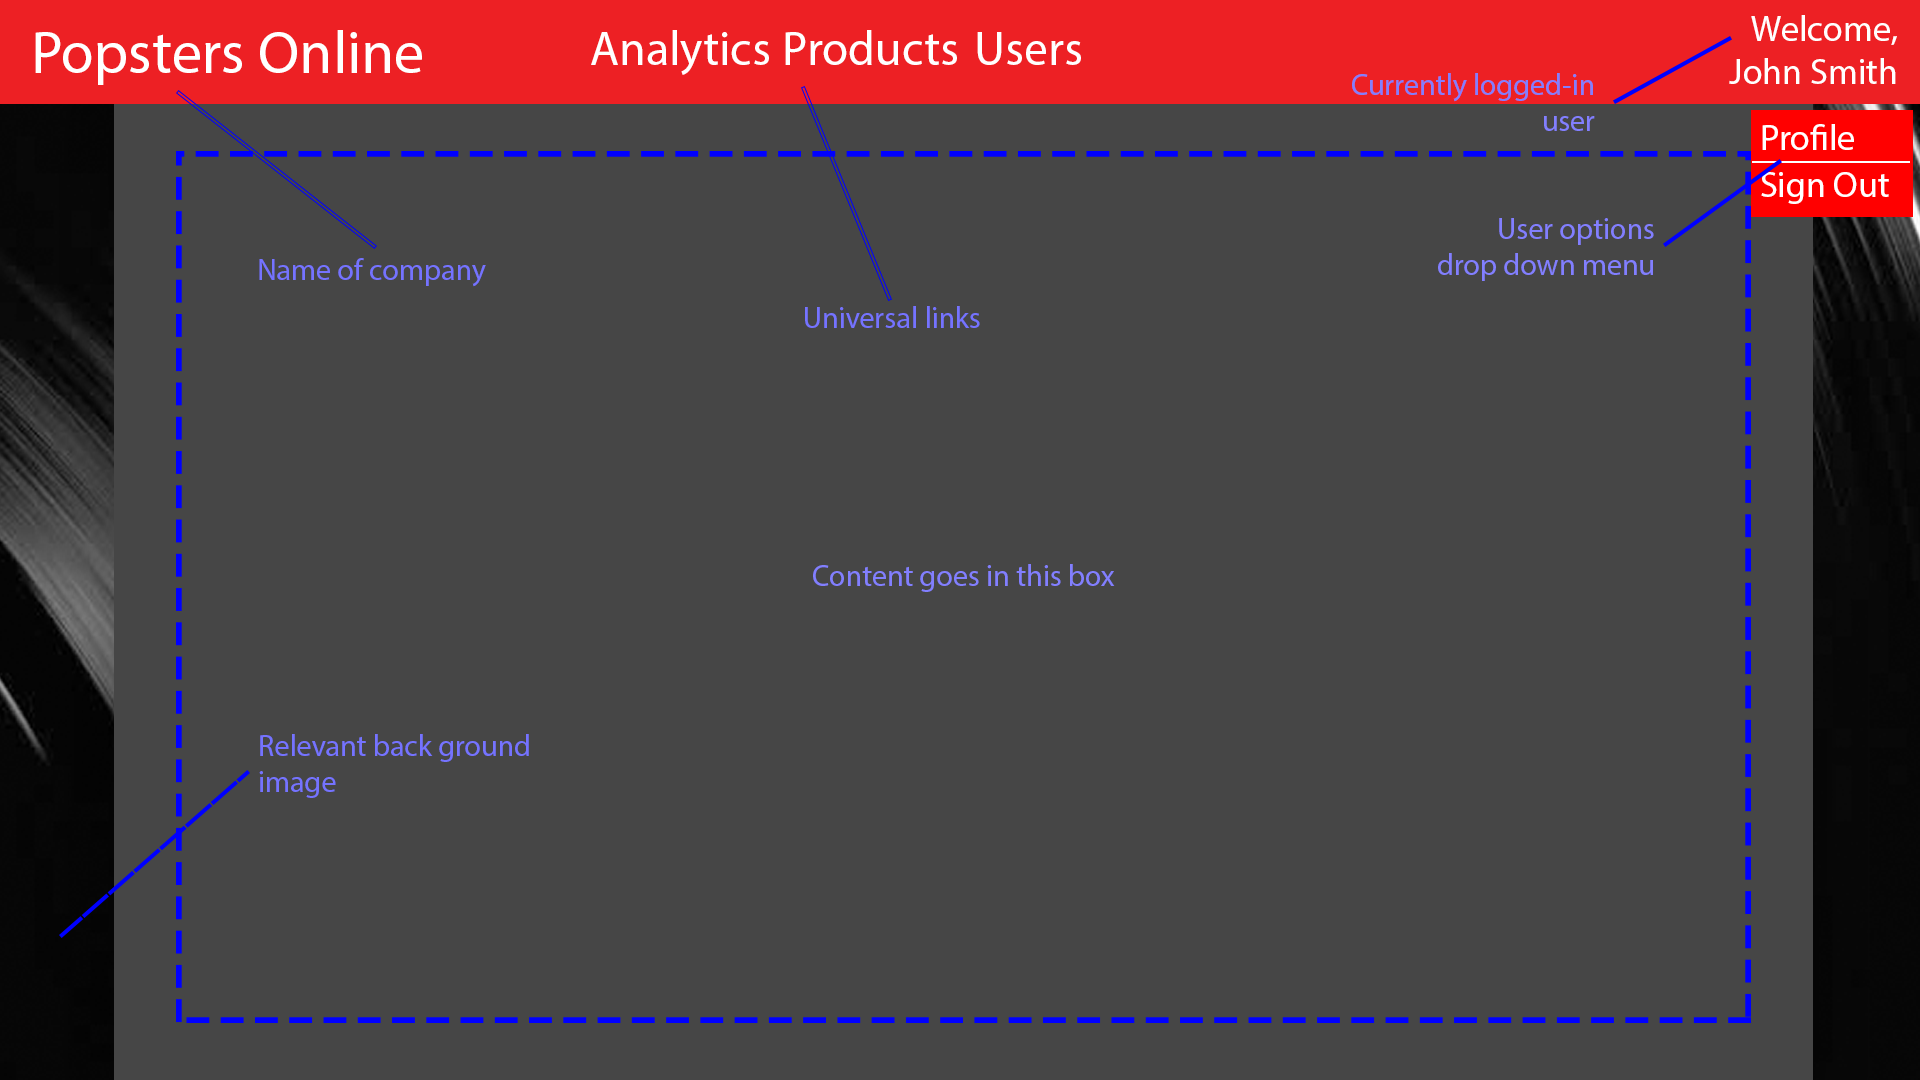 Popsters Online
Analytics Products Users
Welcome,
John Smith
Currently logged-in
user
Profile
Sign Out
User options
drop down menu
Name of company
Universal links
Content goes in this box
Relevant back ground
image